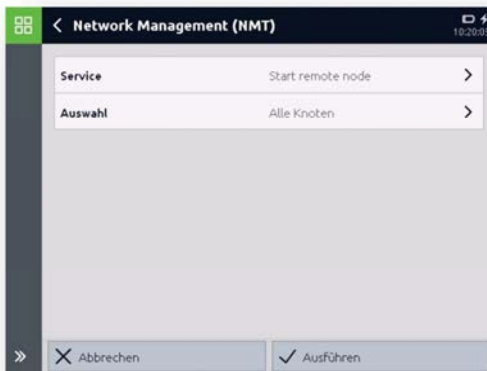 Network Management (NMT)
10:20:05
Service Start remote node
Auswahl Alle Knoten
Abbrechen Ausführen